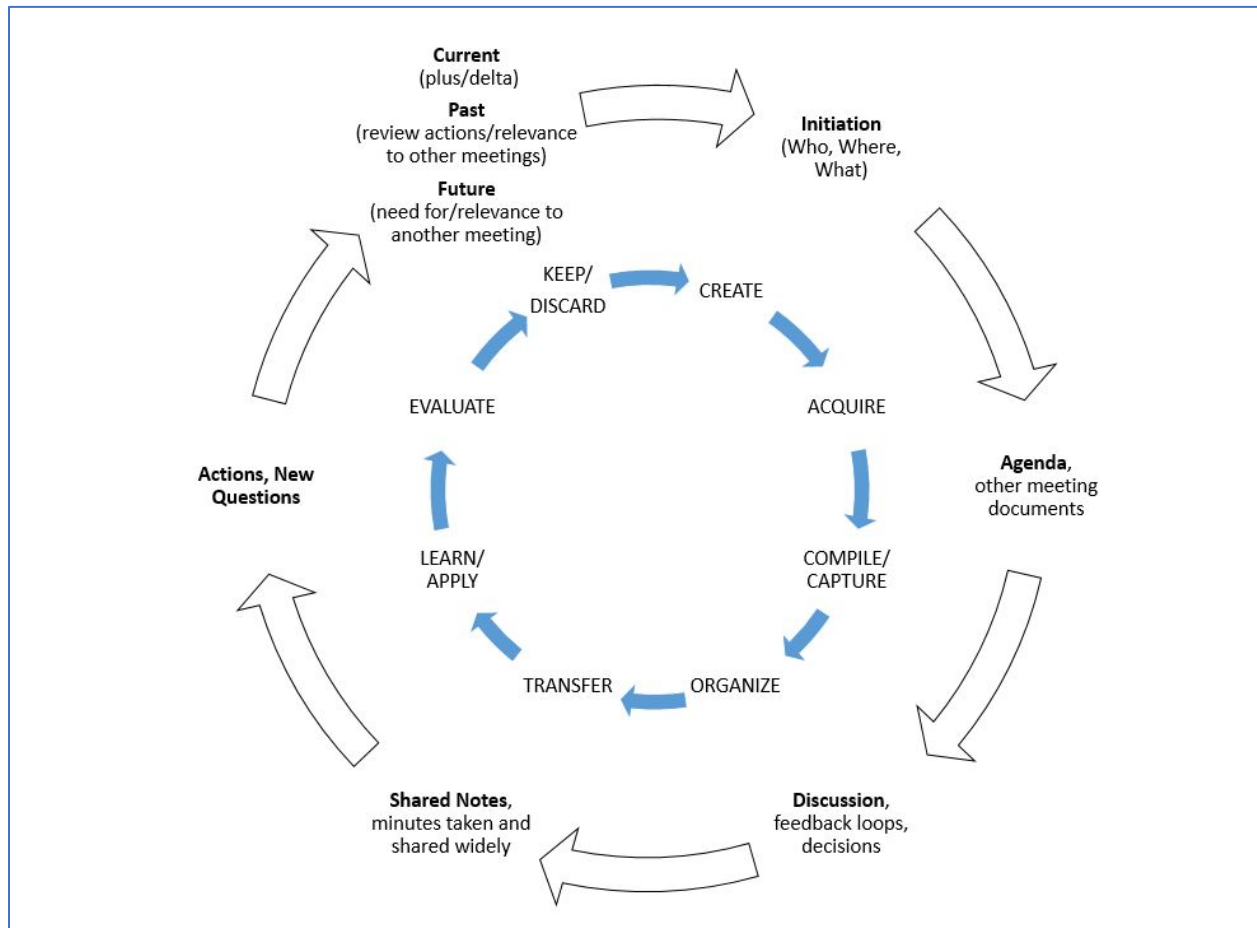 Current
(plus/delta)
Past
(review actions/relevance
to other meetings)
Future
(need for/relevance to
another meeting)
Initiation
(Who, Where,
What)
Agenda,
other meeting
documents
Discussion,
feedback loops,
decisions
Shared Notes,
minutes taken and
shared widely
Actions, New
Questions
KEEP/
DISCARD
CREATE
ACQUIRE
COMPILE/
CAPTURE
ORGANIZE
TRANSFER
LEARN/
APPLY
EVALUATE